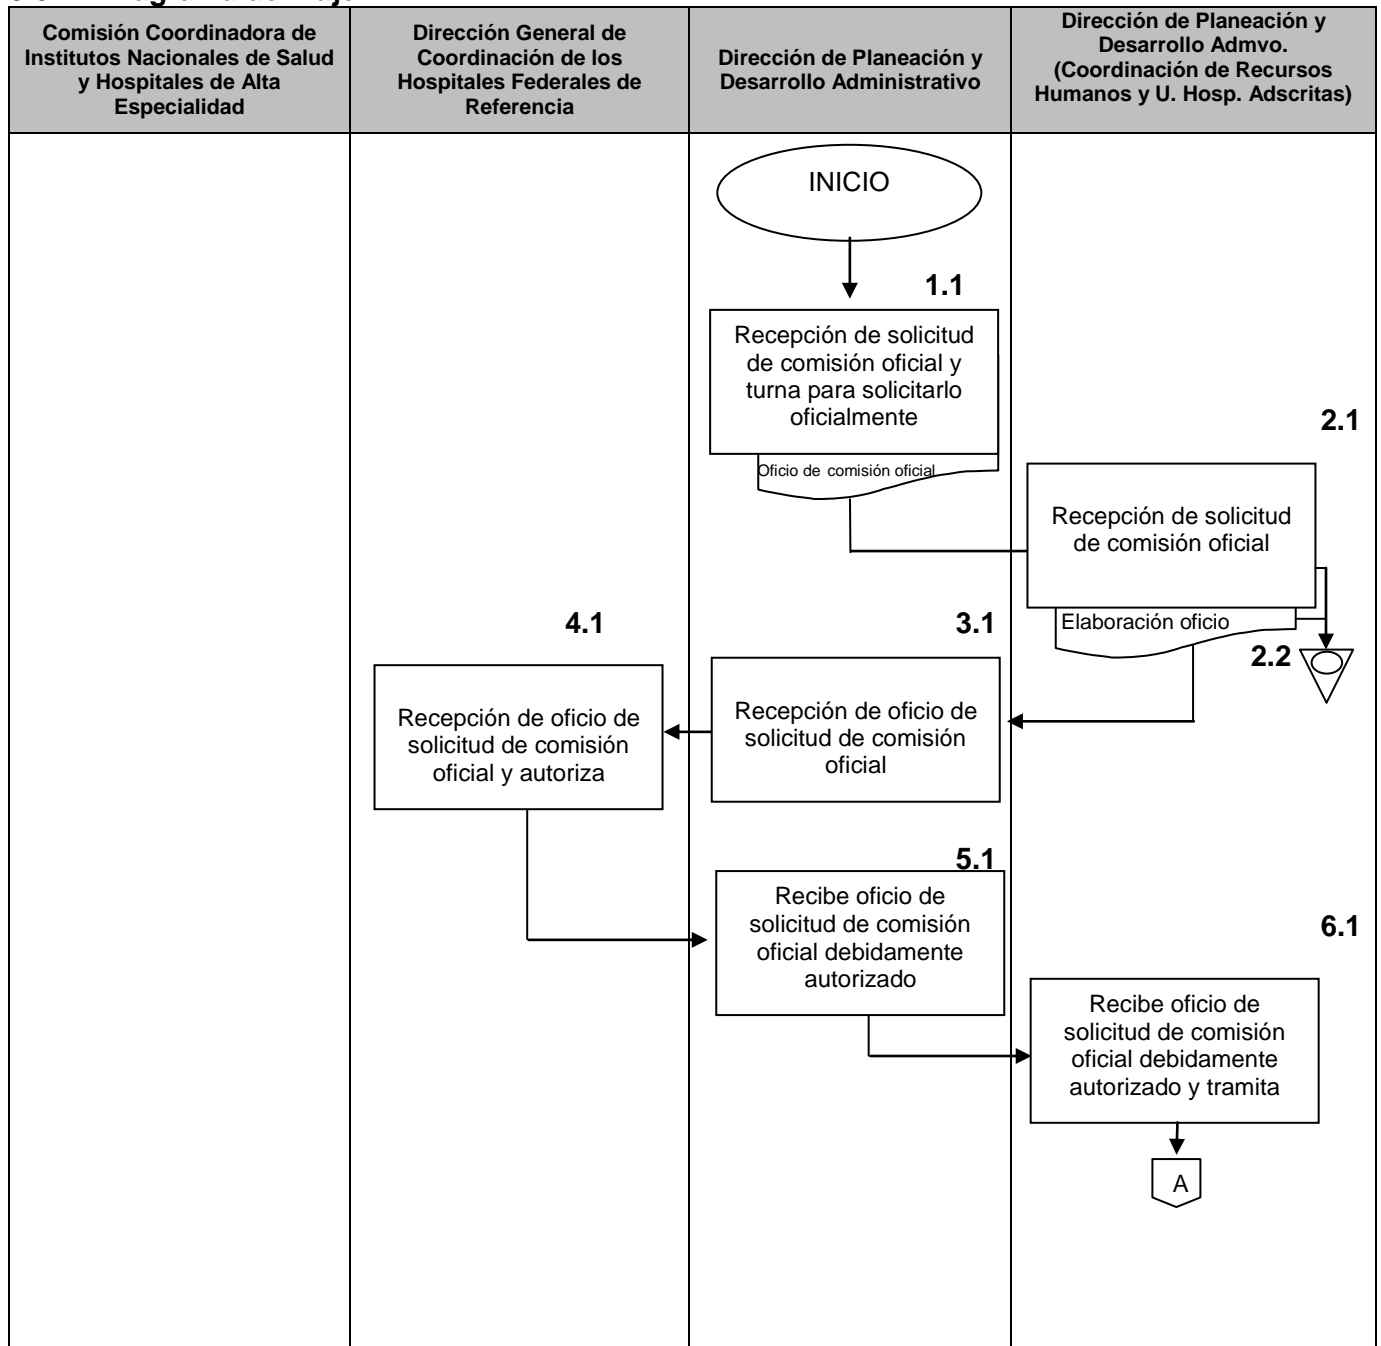 Comisión Coordinadora de
Institutos Nacionales de Salud
y Hospitales de Alta
Especialidad
Dirección General de
Coordinación de los
Hospitales Federales de
Referencia
Dirección de Planeación y
Desarrollo Administrativo
Dirección de Planeación y
Desarrollo Admvo.
(Coordinación de Recursos
Humanos y U. Hosp. Adscritas)
INICIO
1.1
Recepción de solicitud
de comisión oficial y
turna para solicitarlo
oficialmente
Oficio de comisión oficial
2.1
Recepción de solicitud
de comisión oficial
Elaboración oficio
2.2
3.1
Recepción de oficio de
solicitud de comisión
oficial
4.1
Recepción de oficio de
solicitud de comisión
oficial y autoriza
5.1
Recibe oficio de
solicitud de comisión
oficial debidamente
autorizado
6.1
Recibe oficio de
solicitud de comisión
oficial debidamente
autorizado y tramita
A